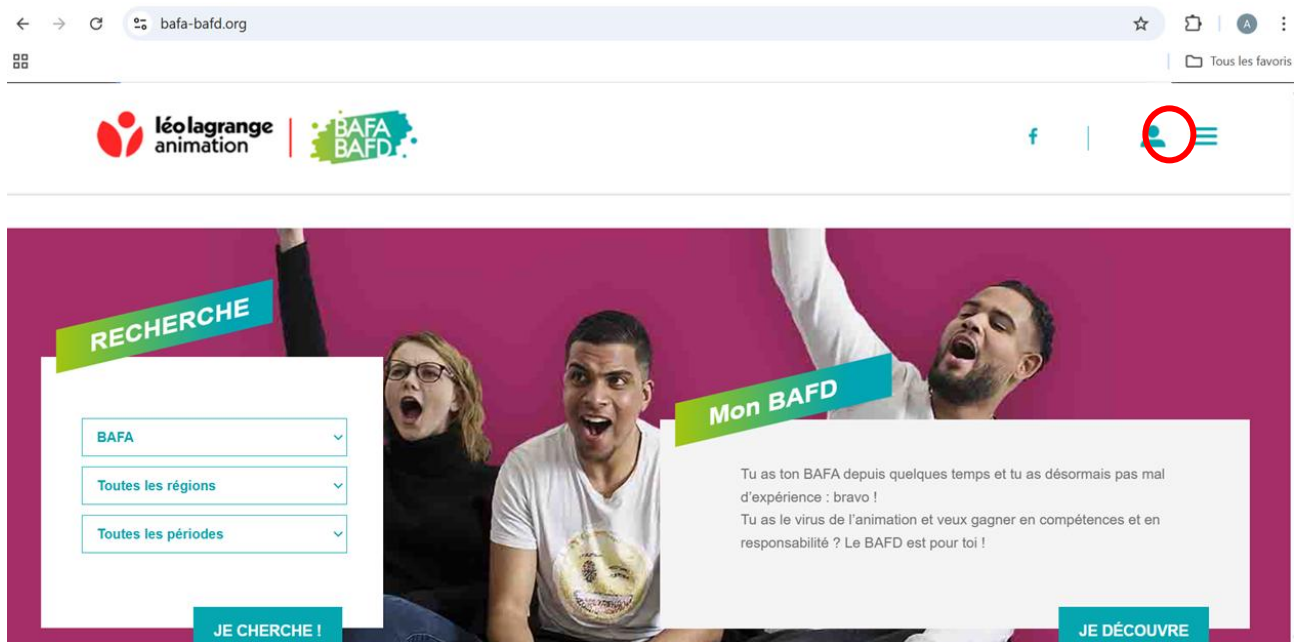 bafa-bafd.org
A
Tous les favoris
léo lagrange
animation
BAFA
BAFD
f
RECHERCHE
BAFA
Toutes les régions
Toutes les périodes
JE CHERCHE !
Mon BAFD
Tu as ton BAFA depuis quelques temps et tu as désormais pas mal
d'expérience : bravo !
Tu as le virus de l'animation et veux gagner en compétences et en
responsabilité ? Le BAFD est pour toi !
JE DÉCOUVRE